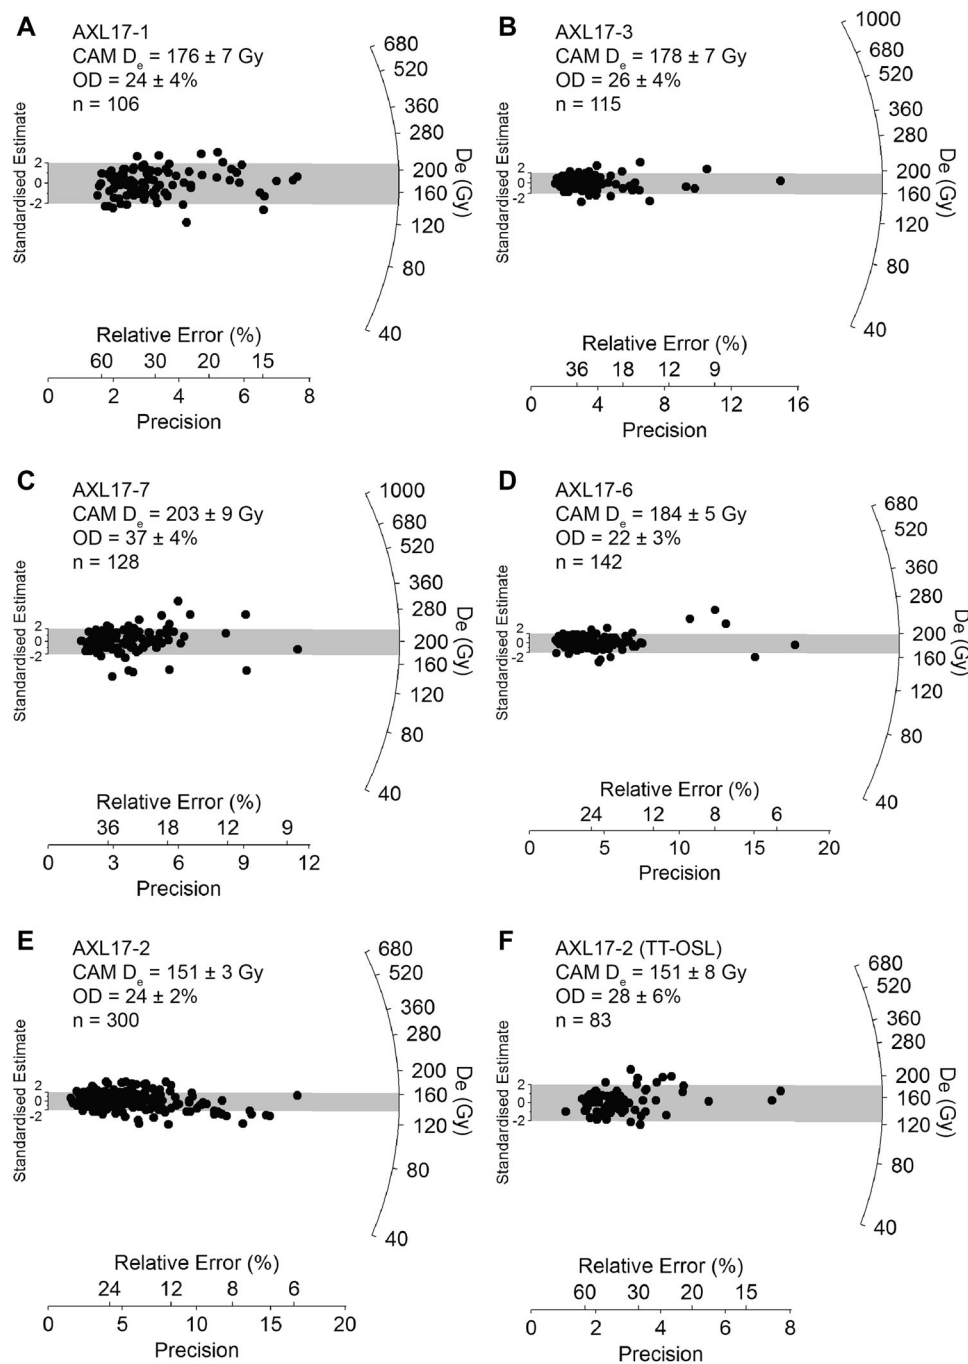 A
AXL17-1
CAM De = 176 ± 7 Gy
OD = 24 ± 4%
n = 106
Standardised Estimate
2
0
-2
680
520
360
280
200
160
120
80
40
De (Gy)
Relative Error (%)
60 30 20 15
0 2 4 6 8
Precision
B
AXL17-3
CAM De = 178 ± 7 Gy
OD = 26 ± 4%
n = 115
Standardised Estimate
2
0
-2
1000
680
520
360
280
200
160
120
80
40
De (Gy)
Relative Error (%)
36 18 12 9
0 4 8 12 16
Precision
C
AXL17-7
CAM De = 203 ± 9 Gy
OD = 37 ± 4%
n = 128
Standardised Estimate
2
0
-2
1000
680
520
360
280
200
160
120
80
40
De (Gy)
Relative Error (%)
36 18 12 9
0 3 6 9 12
Precision
D
AXL17-6
CAM De = 184 ± 5 Gy
OD = 22 ± 3%
n = 142
Standardised Estimate
2
0
-2
680
520
360
280
200
160
120
80
40
De (Gy)
Relative Error (%)
24 12 8 6
0 5 10 15 20
Precision
E
AXL17-2
CAM De = 151 ± 3 Gy
OD = 24 ± 2%
n = 300
Standardised Estimate
2
0
-2
680
520
360
280
200
160
120
80
40
De (Gy)
Relative Error (%)
24 12 8 6
0 5 10 15 20
Precision
F
AXL17-2 (TT-OSL)
CAM De = 151 ± 8 Gy
OD = 28 ± 6%
n = 83
Standardised Estimate
2
0
-2
680
520
360
280
200
160
120
80
40
De (Gy)
Relative Error (%)
60 30 20 15
0 2 4 6 8
Precision